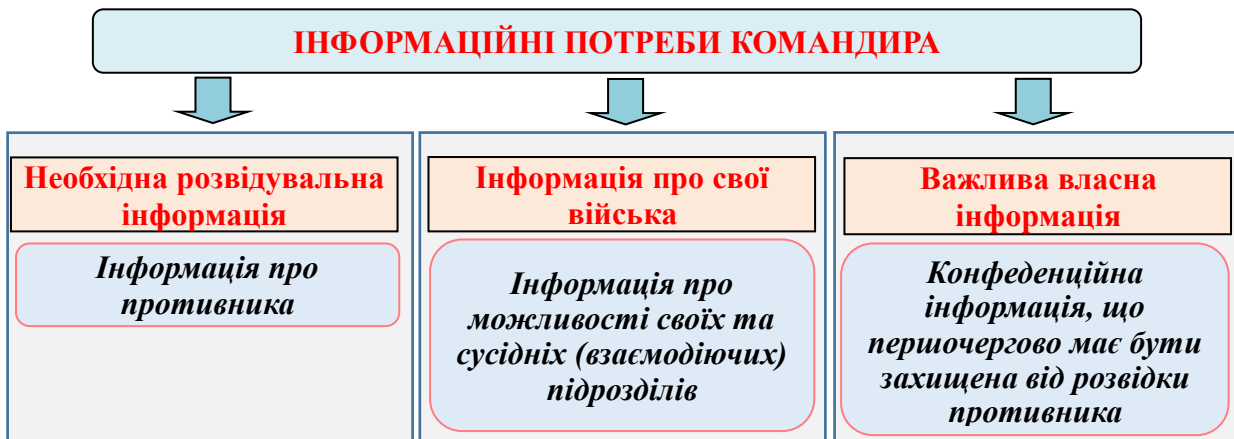 ІНФОРМАЦІЙНІ ПОТРЕБИ КОМАНДИРА
Необхідна розвідувальна
інформація
Інформація про
противника
Інформація про свої
війська
Інформація про
можливості своїх та
сусідніх (взаємодіючих)
підрозділів
Важлива власна
інформація
Конфеденційна
інформація, що
першочергово має бути
захищена від розвідки
противника